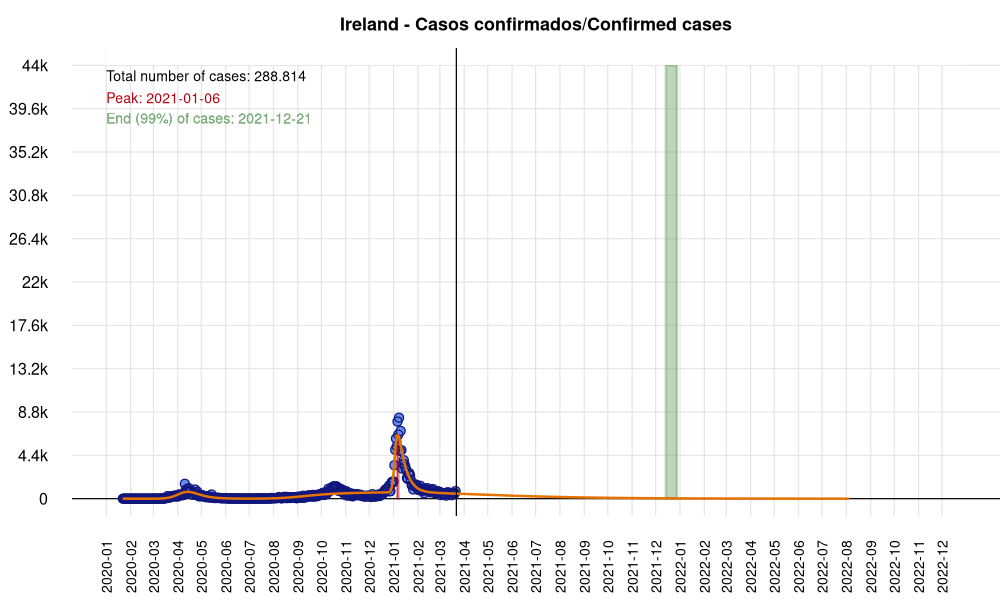 Ireland - Casos confirmados/Confirmed cases
Total number of cases: 288.814
Peak: 2021-01-06
End (99%) of cases: 2021-12-21
44k
39.6k
35.2k
30.8k
26.4k
22k
17.6k
13.2k
8.8k
4.4k
0
2020-01
2020-02
2020-03
2020-04
2020-05
2020-06
2020-07
2020-08
2020-09
2020-10
2020-11
2020-12
2021-01
2021-02
2021-03
2021-04
2021-05
2021-06
2021-07
2021-08
2021-09
2021-10
2021-11
2021-12
2022-01
2022-02
2022-03
2022-04
2022-05
2022-06
2022-07
2022-08
2022-09
2022-10
2022-11
2022-12